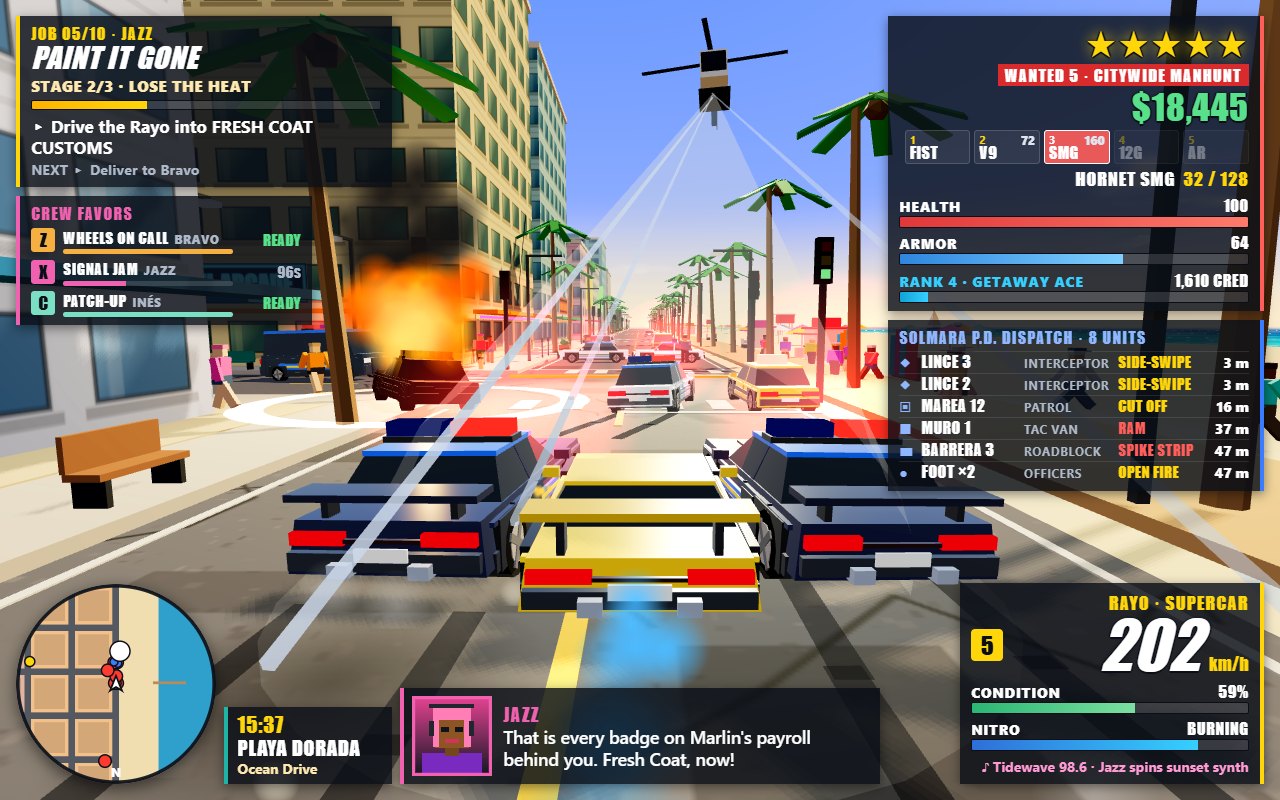 JOB 05/10 · JAZZ
PAINT IT GONE
STAGE 2/3 · LOSE THE HEAT
▸ Drive the Rayo into FRESH COAT
CUSTOMS
NEXT ▸ Deliver to Bravo
CREW FAVORS
Z WHEELS ON CALL BRAVO READY
X SIGNAL JAM JAZZ 96s
C PATCH-UP INÉS READY
★★★★★
WANTED 5 · CITYWIDE MANHUNT
$18,445
1 FIST
2 V9 72
3 SMG 160
4 12G
5 AR
HORNET SMG 32 / 128
HEALTH 100
ARMOR 64
RANK 4 · GETAWAY ACE 1,610 CRED
SOLMARA P.D. DISPATCH · 8 UNITS
LINCE 3 INTERCEPTOR SIDE-SWIPE 3 m
LINCE 2 INTERCEPTOR SIDE-SWIPE 3 m
MAREA 12 PATROL CUT OFF 16 m
MURO 1 TAC VAN RAM 37 m
BARRERA 3 ROADBLOCK SPIKE STRIP 47 m
FOOT ×2 OFFICERS OPEN FIRE 47 m
N
15:37
PLAYA DORADA
Ocean Drive
JAZZ
That is every badge on Marlin's payroll
behind you. Fresh Coat, now!
RAYO · SUPERCAR
5 202 km/h
CONDITION 59%
NITRO BURNING
♪ Tidewave 98.6 · Jazz spins sunset synth